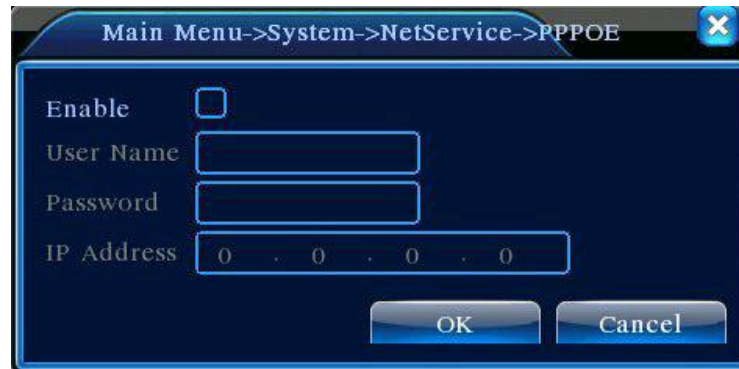 Main Menu->System->NetService->PPPOE
Enable
User Name
Password
IP Address 0 . 0 . 0 . 0
OK Cancel